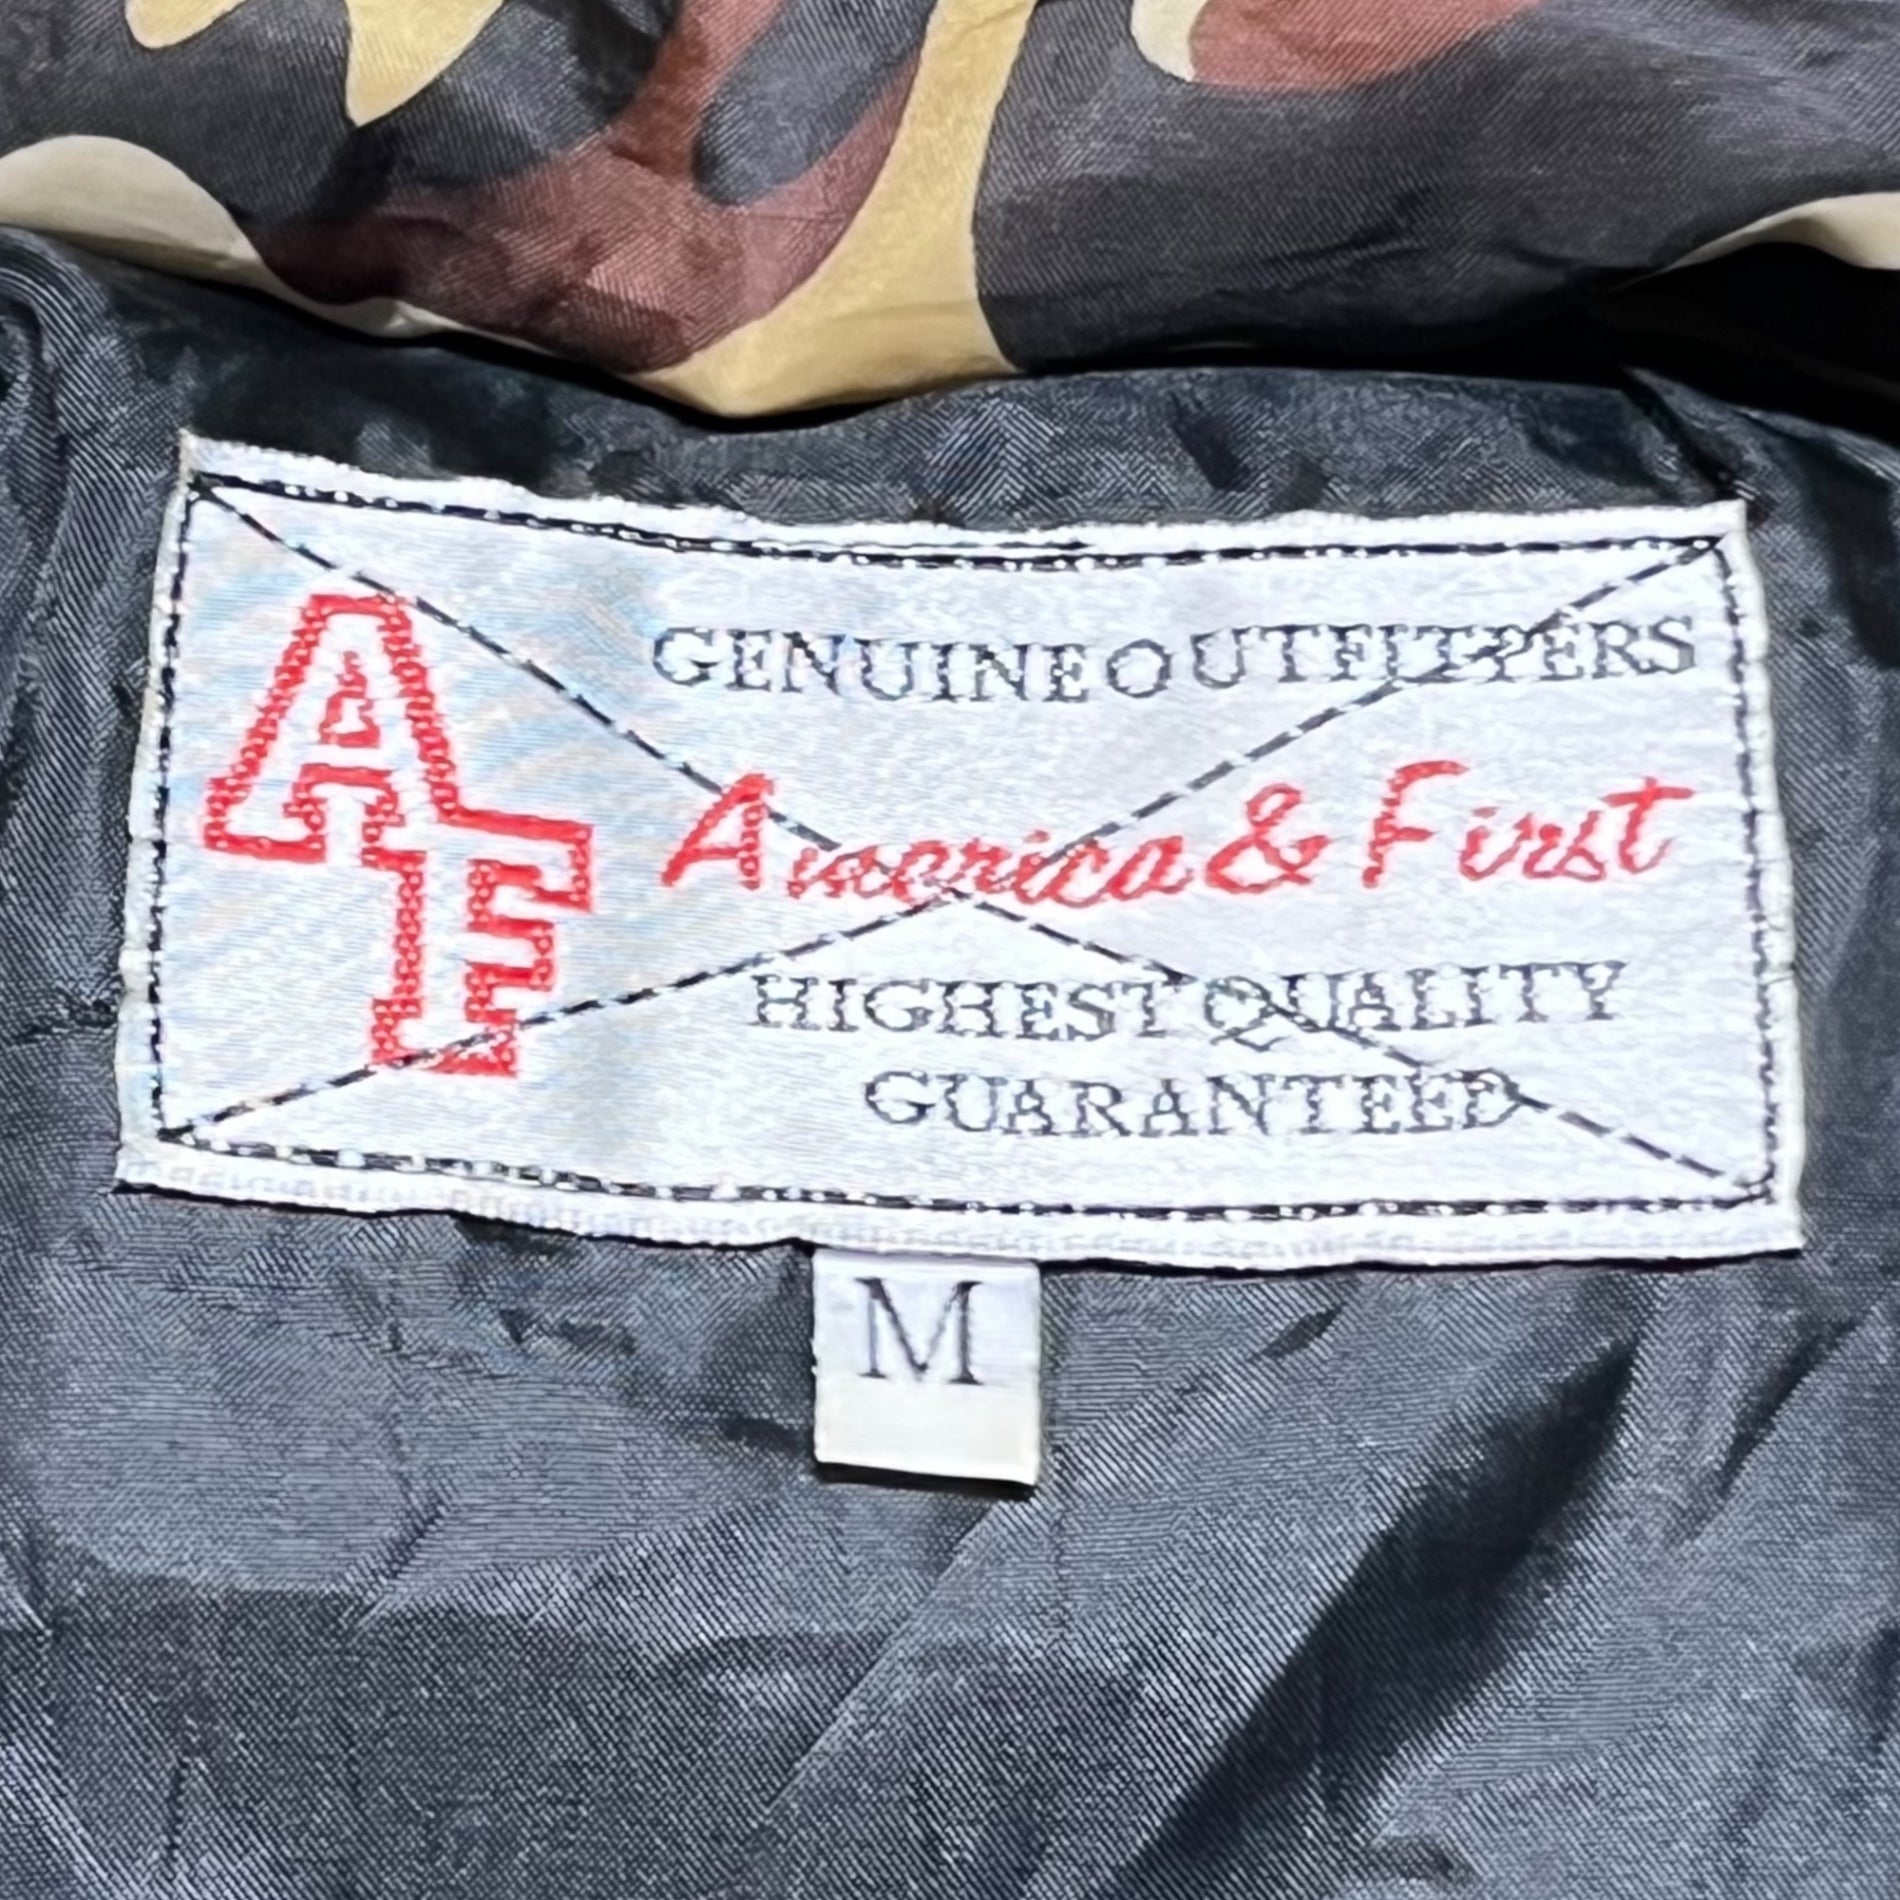 AF
GENUINE OUTFITTERS
America & First
HIGHEST QUALITY
GUARANTEED
M